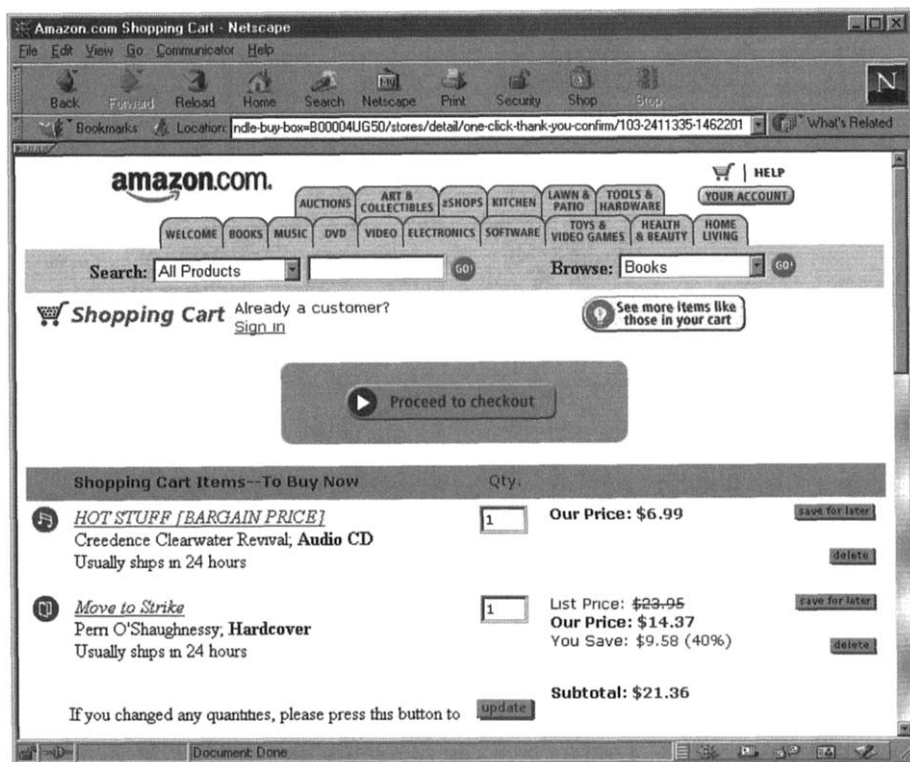 Amazon.com Shopping Cart - Netscape
File Edit View Go Communicator Help
Back Forward Reload Home Search Netscape Print Security Shop Stop
Bookmarks Location: ndle-buy-box=B00004UG50/stores/detail/one-click-thank-you-confirm/103-2411335-1462201 What's Related
amazon.com.
HELP
YOUR ACCOUNT
AUCTIONS ART & COLLECTIBLES zSHOPS KITCHEN LAWN & PATIO TOOLS & HARDWARE
WELCOME BOOKS MUSIC DVD VIDEO ELECTRONICS SOFTWARE TOYS & VIDEO GAMES HEALTH & BEAUTY HOME LIVING
Search: All Products GO! Browse: Books GO!
Shopping Cart Already a customer?
Sign in
See more items like
those in your cart
Proceed to checkout
Shopping Cart Items--To Buy Now Qty.
HOT STUFF [BARGAIN PRICE] 1 Our Price: $6.99 save for later
Creedence Clearwater Revival; Audio CD
Usually ships in 24 hours delete
Move to Strike 1 List Price: $23.95 save for later
Perri O'Shaughnessy; Hardcover Our Price: $14.37
Usually ships in 24 hours You Save: $9.58 (40%) delete
Subtotal: $21.36
If you changed any quantities, please press this button to update
Document: Done